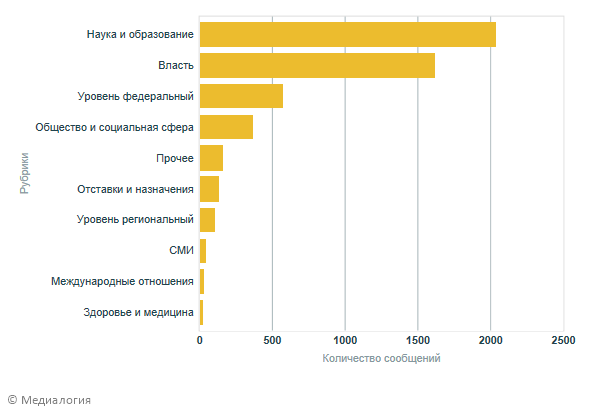 Наука и образование
Власть
Уровень федеральный
Общество и социальная сфера
Прочее
Отставки и назначения
Уровень региональный
СМИ
Международные отношения
Здоровье и медицина
Рубрики
0 500 1000 1500 2000 2500
Количество сообщений
© Медиалогия